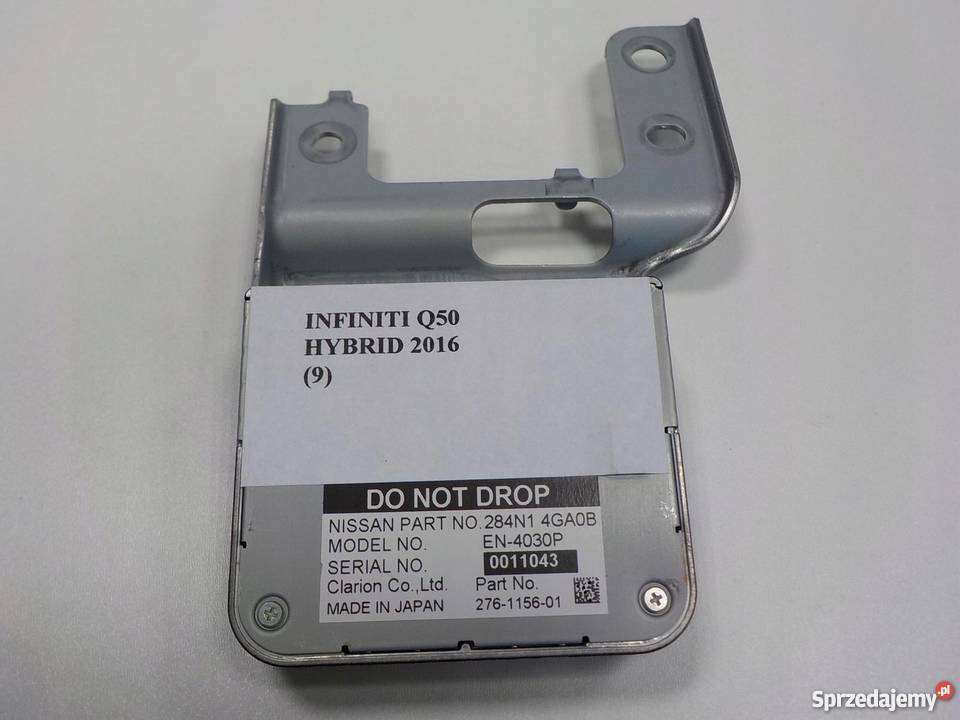 INFINITI Q50
HYBRID 2016
(9)
DO NOT DROP
NISSAN PART NO. 284N1 4GA0B
MODEL NO. EN-4030P
SERIAL NO. 0011043
Clarion Co.,Ltd. Part No.
MADE IN JAPAN 276-1156-01
Sprzedajemy.pl